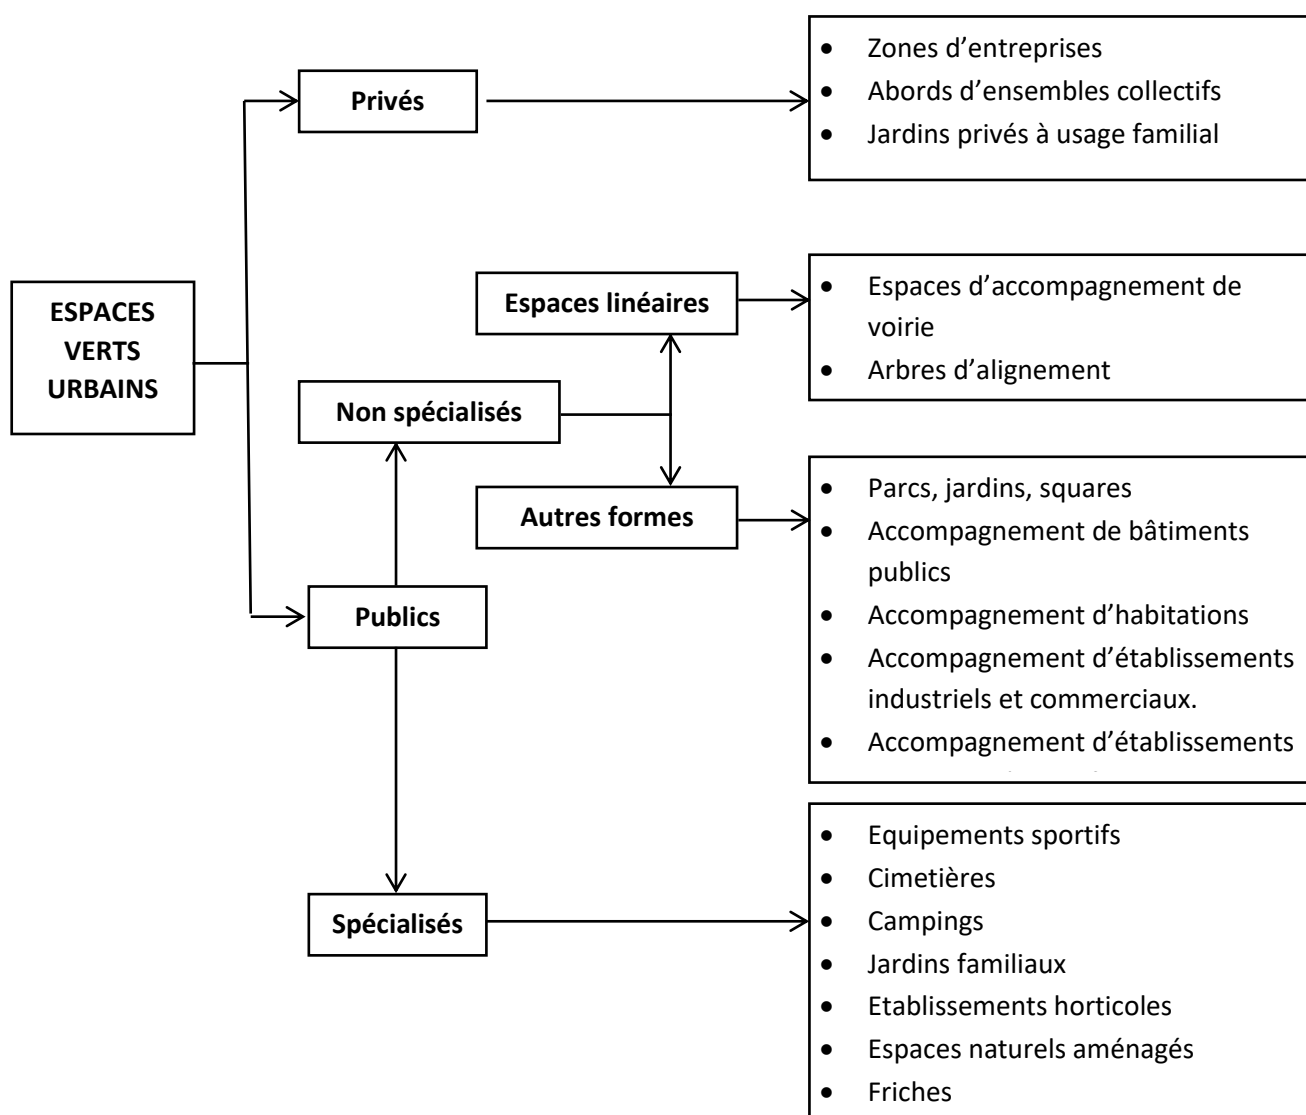 Privés
• Zones d’entreprises
• Abords d’ensembles collectifs
• Jardins privés à usage familial
ESPACES
VERTS
URBAINS
Espaces linéaires
• Espaces d’accompagnement de
voirie
• Arbres d’alignement
Non spécialisés
Autres formes
• Parcs, jardins, squares
• Accompagnement de bâtiments
publics
• Accompagnement d’habitations
• Accompagnement d’établissements
industriels et commerciaux.
• Accompagnement d’établissements
Publics
Spécialisés
• Equipements sportifs
• Cimetières
• Campings
• Jardins familiaux
• Etablissements horticoles
• Espaces naturels aménagés
• Friches